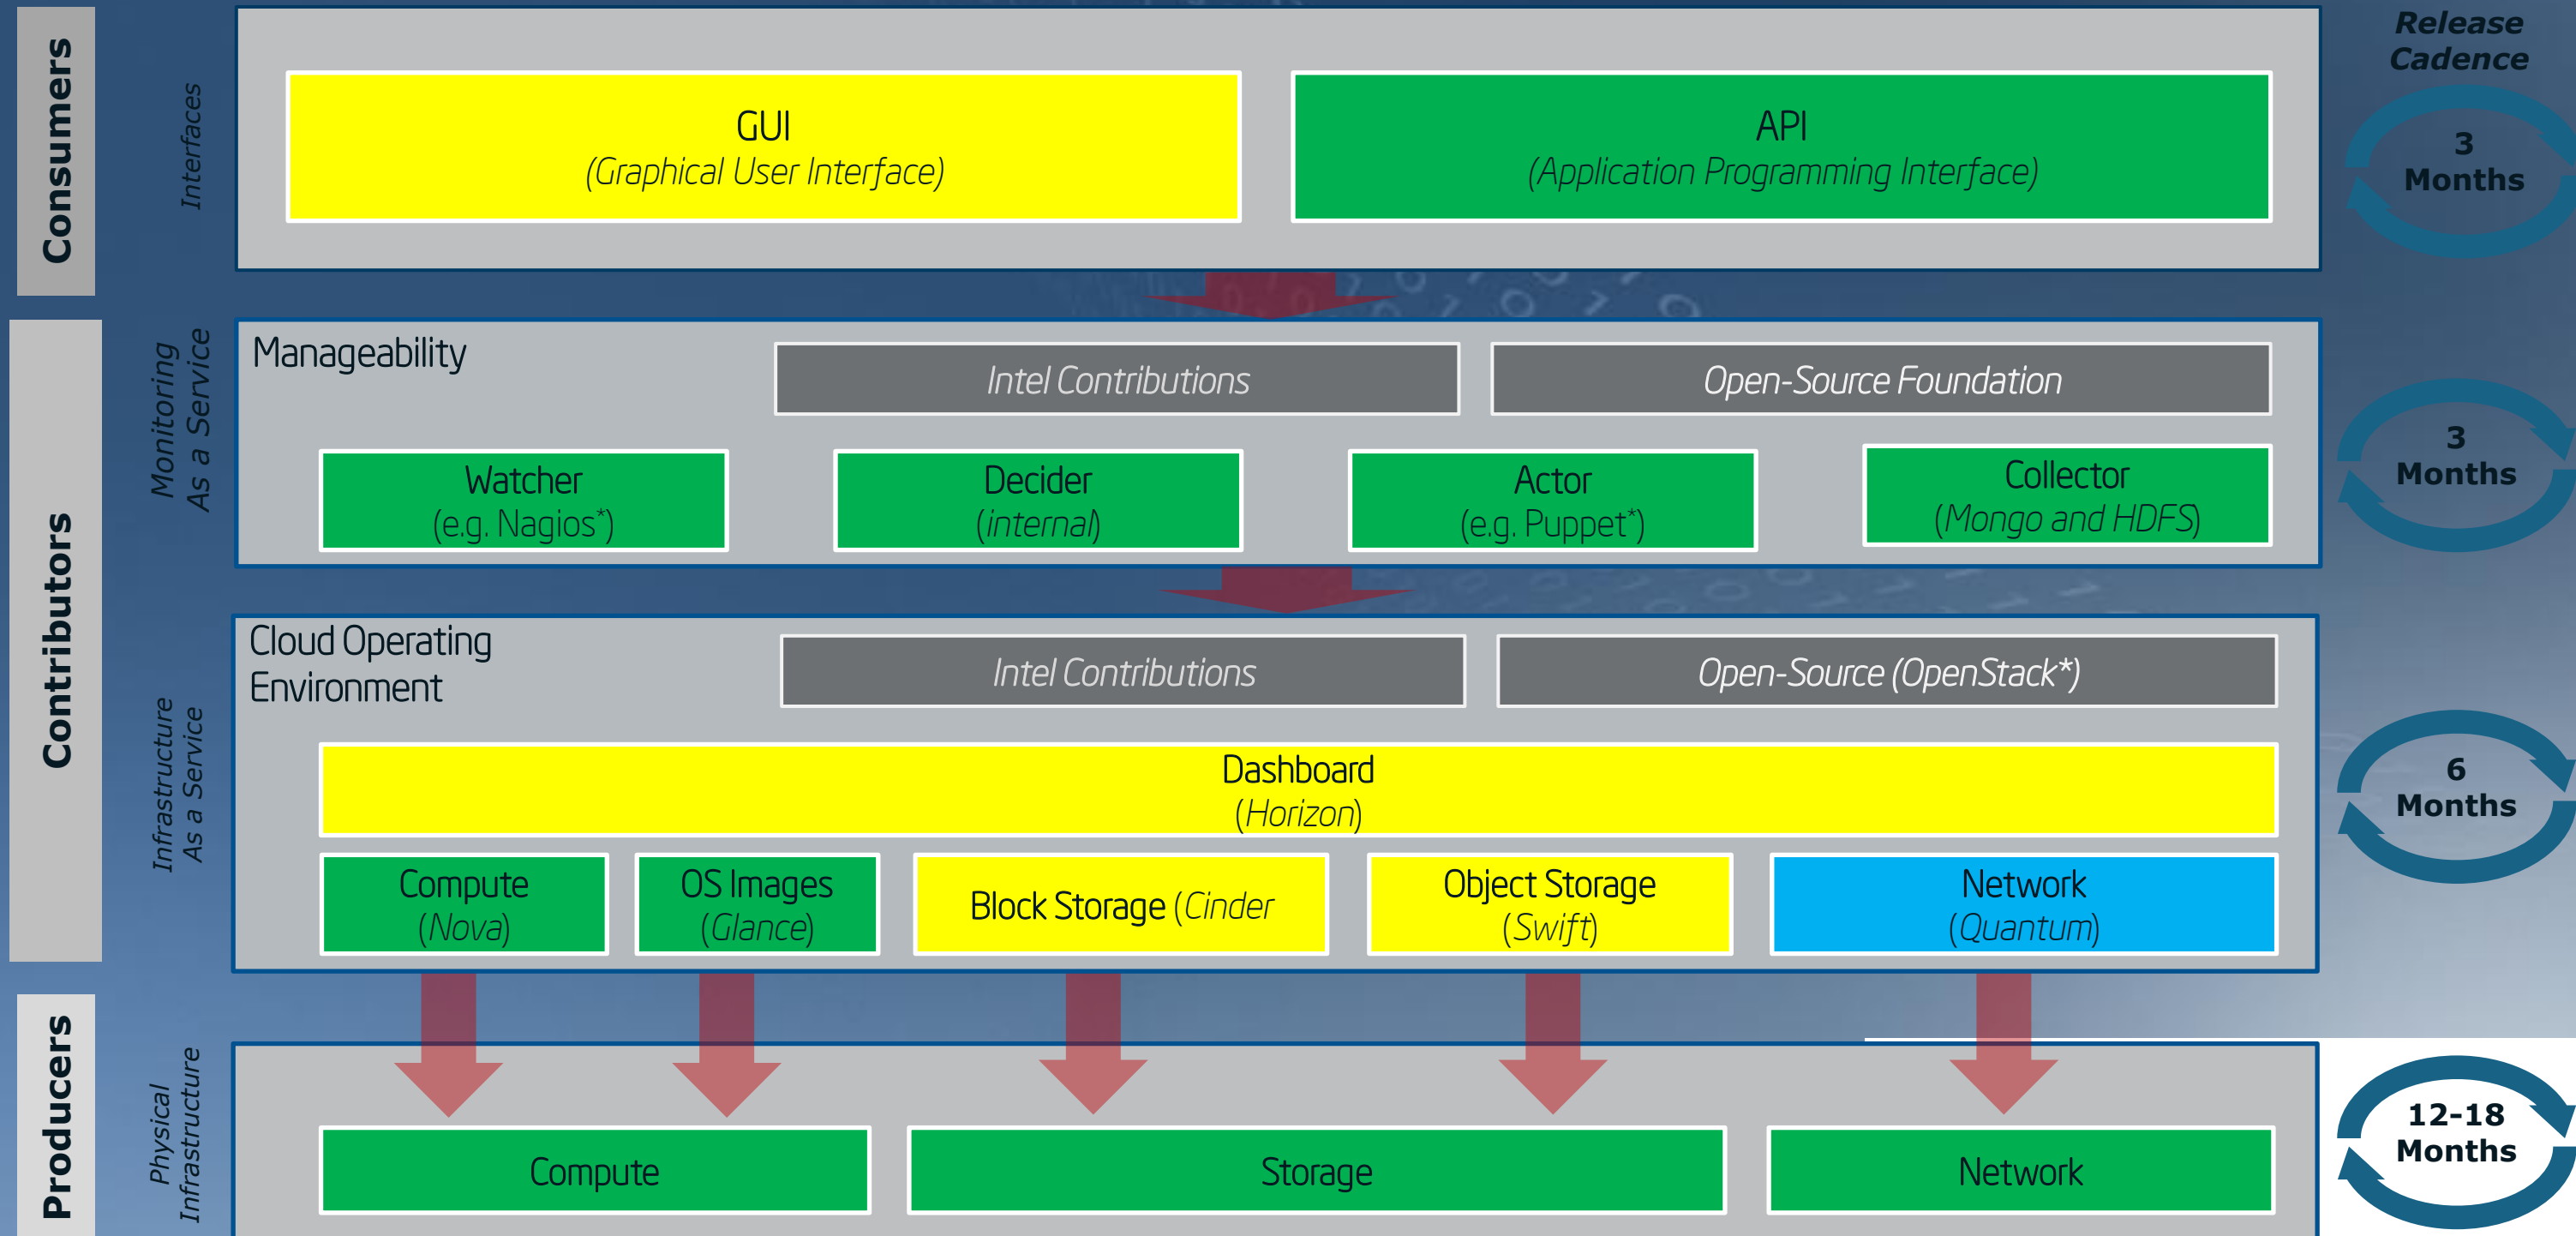 Release
Cadence
Consumers
Interfaces
GUI
(Graphical User Interface)
API
(Application Programming Interface)
3
Months
Contributors
Monitoring
As a Service
Manageability
Intel Contributions
Open-Source Foundation
Watcher
(e.g. Nagios*)
Decider
(internal)
Actor
(e.g. Puppet*)
Collector
(Mongo and HDFS)
3
Months
Infrastructure
As a Service
Cloud Operating
Environment
Intel Contributions
Open-Source (OpenStack*)
Dashboard
(Horizon)
Compute
(Nova)
OS Images
(Glance)
Block Storage (Cinder
Object Storage
(Swift)
Network
(Quantum)
6
Months
Producers
Physical
Infrastructure
Compute
Storage
Network
12-18
Months